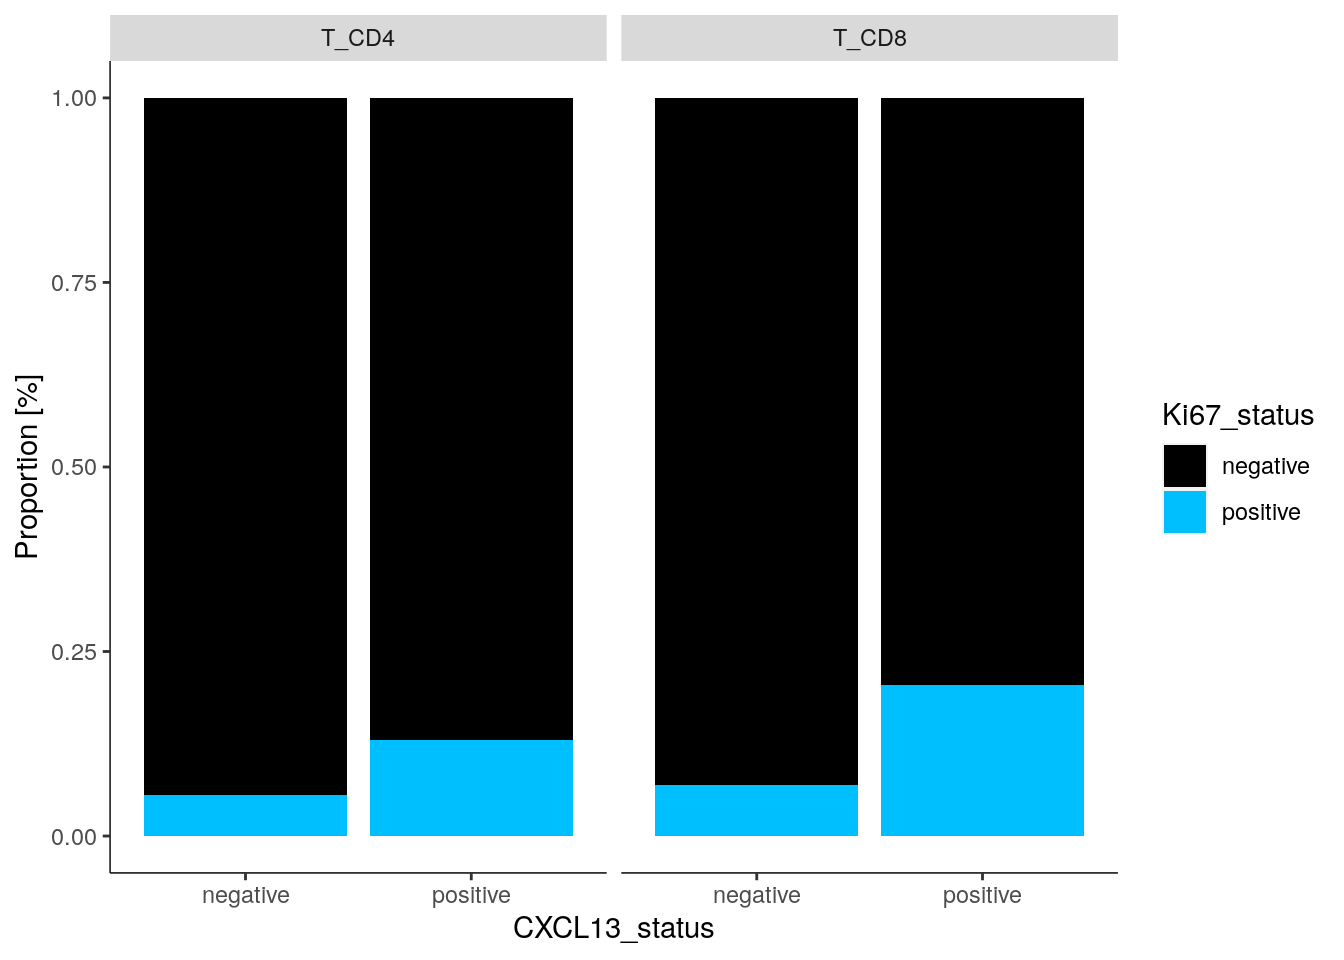 T_CD4
T_CD8
1.00
0.75
0.50
0.25
0.00
Proportion [%]
negative
positive
negative
positive
CXCL13_status
Ki67_status
negative
positive